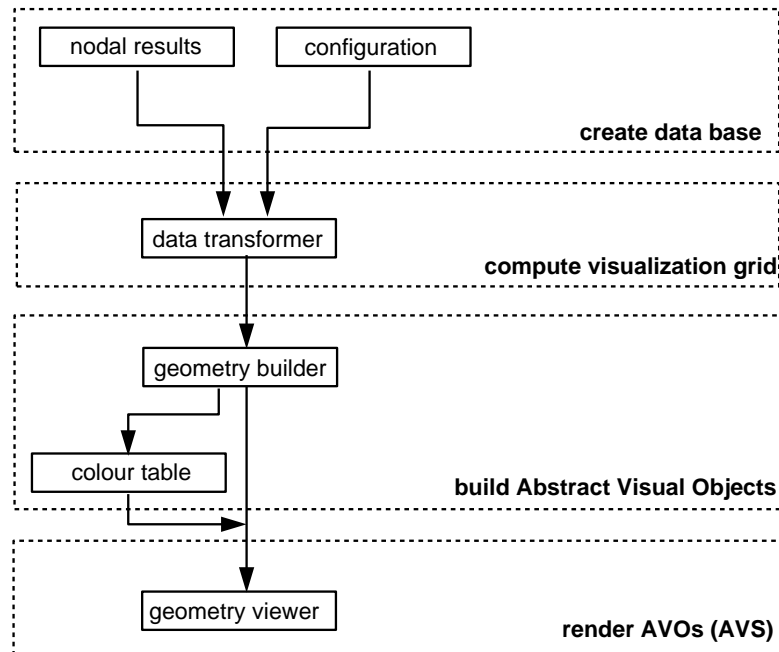 nodal results
configuration
create data base
data transformer
compute visualization grid
geometry builder
colour table
build Abstract Visual Objects
geometry viewer
render AVOs (AVS)